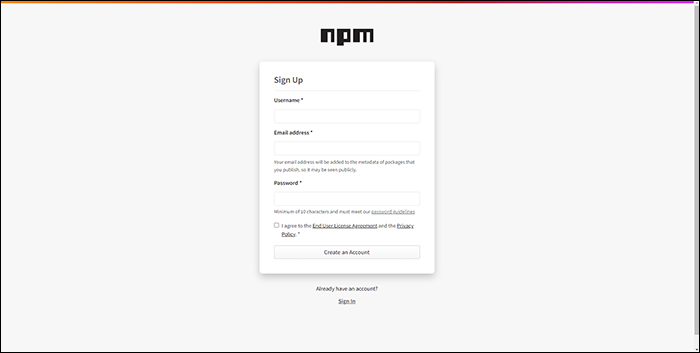 npm
Sign Up
Username *
Email address *
Your email address will be added to the metadata of packages that
you publish, so it may be seen publicly.
Password *
Minimum of 10 characters and must meet our password guidelines
I agree to the End User License Agreement and the Privacy
Policy. *
Create an Account
Already have an account?
Sign In